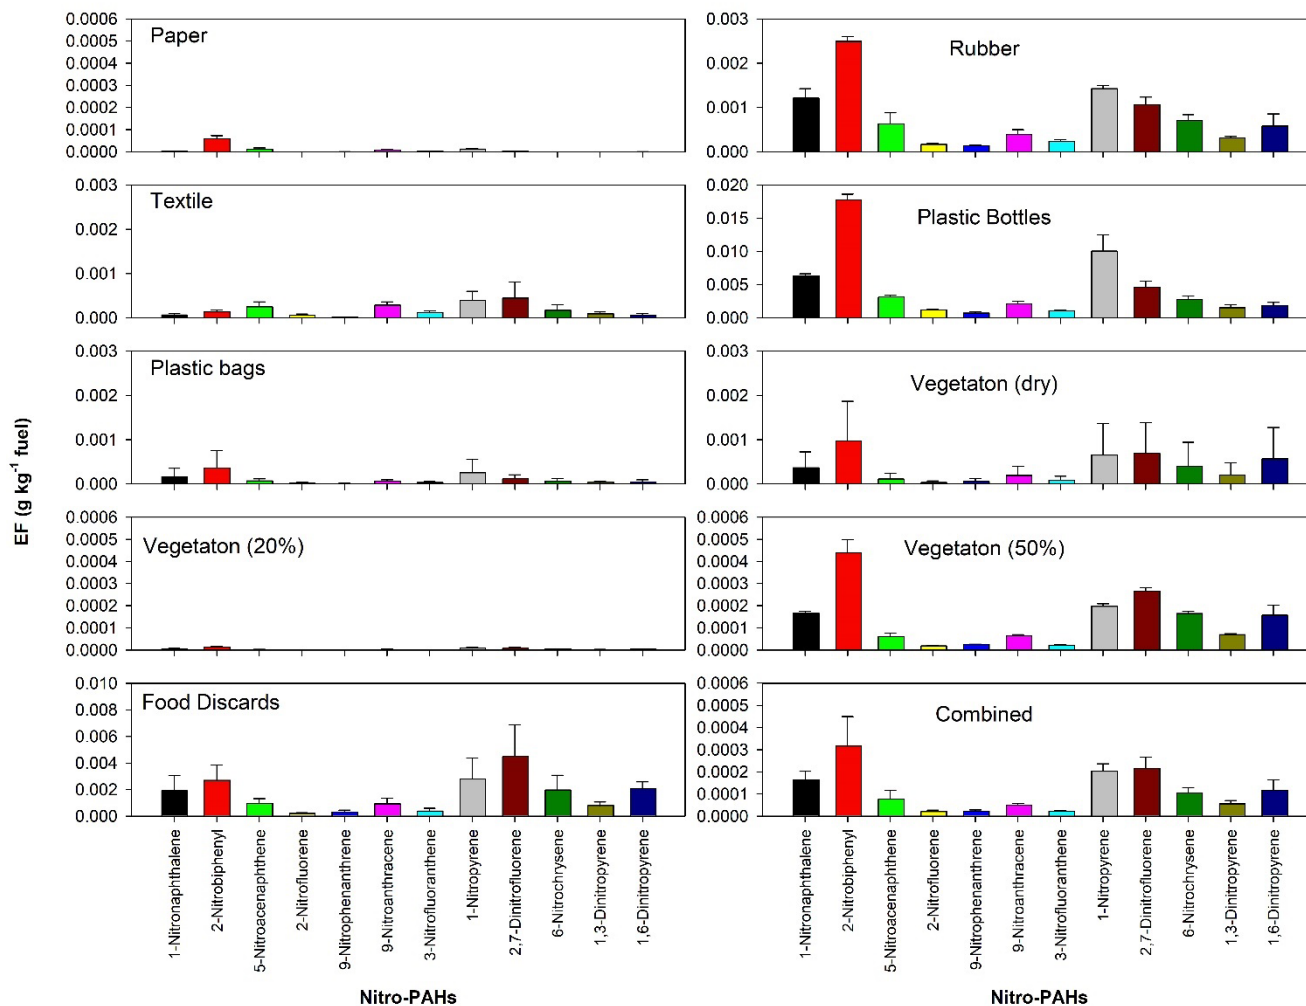 EF (g kg⁻¹ fuel)
Paper
0.0006
0.0005
0.0004
0.0003
0.0002
0.0001
0.0000
Rubber
0.003
0.002
0.001
0.000
Textile
0.003
0.002
0.001
0.000
Plastic Bottles
0.020
0.015
0.010
0.005
0.000
Plastic bags
0.003
0.002
0.001
0.000
Vegetaton (dry)
0.003
0.002
0.001
0.000
Vegetaton (20%)
0.0006
0.0005
0.0004
0.0003
0.0002
0.0001
0.0000
Vegetaton (50%)
0.0006
0.0005
0.0004
0.0003
0.0002
0.0001
0.0000
Food Discards
0.010
0.008
0.006
0.004
0.002
0.000
Combined
0.0006
0.0005
0.0004
0.0003
0.0002
0.0001
0.0000
1-Nitronaphthalene
2-Nitrobiphenyl
5-Nitroacenaphthene
2-Nitrofluorene
9-Nitrophenanthrene
9-Nitroanthracene
3-Nitrofluoranthene
1-Nitropyrene
2,7-Dinitrofluorene
6-Nitrochrysene
1,3-Dinitropyrene
1,6-Dinitropyrene
Nitro-PAHs
1-Nitronaphthalene
2-Nitrobiphenyl
5-Nitroacenaphthene
2-Nitrofluorene
9-Nitrophenanthrene
9-Nitroanthracene
3-Nitrofluoranthene
1-Nitropyrene
2,7-Dinitrofluorene
6-Nitrochrysene
1,3-Dinitropyrene
1,6-Dinitropyrene
Nitro-PAHs